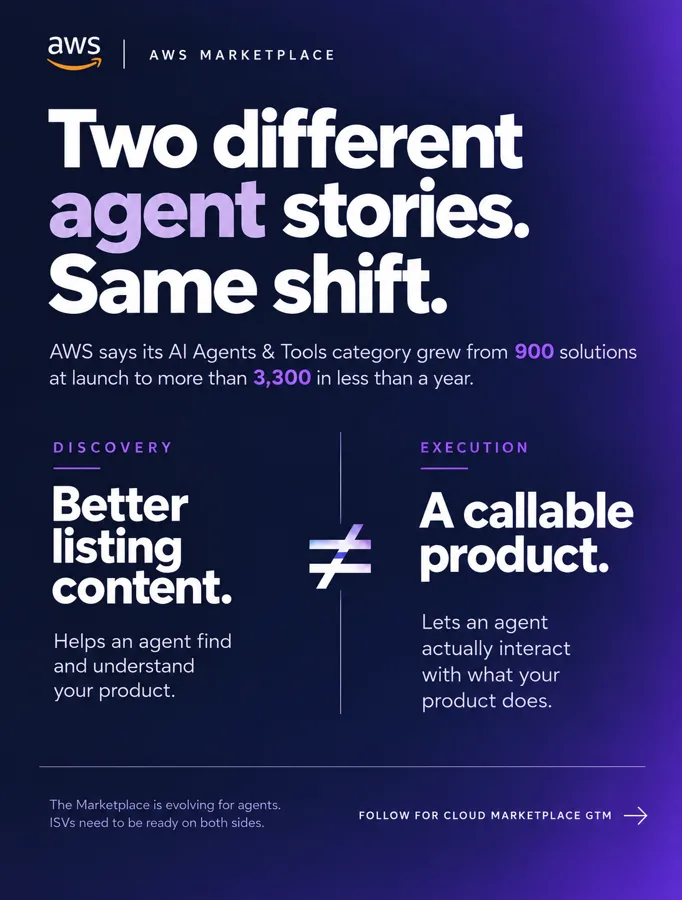 aws
AWS MARKETPLACE
Two different
agent stories.
Same shift.
AWS says its AI Agents & Tools category grew from 900 solutions
at launch to more than 3,300 in less than a year.
DISCOVERY
Better
listing
content.
Helps an agent find
and understand
your product.
≠
EXECUTION
A callable
product.
Lets an agent
actually interact
with what your
product does.
The Marketplace is evolving for agents.
ISVs need to be ready on both sides.
FOLLOW FOR CLOUD MARKETPLACE GTM →